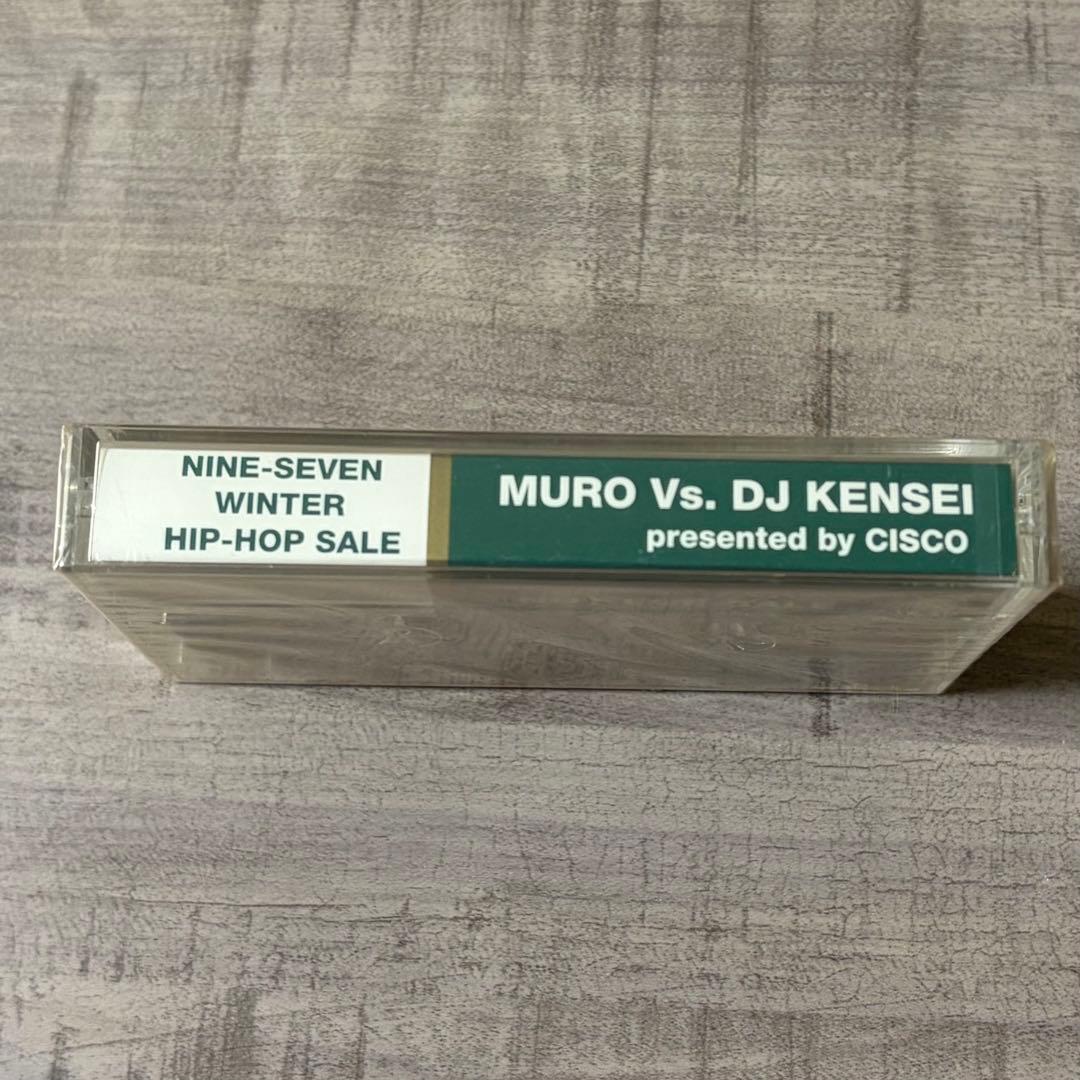 NINE-SEVEN
WINTER
HIP-HOP SALE
MURO Vs. DJ KENSEI
presented by CISCO